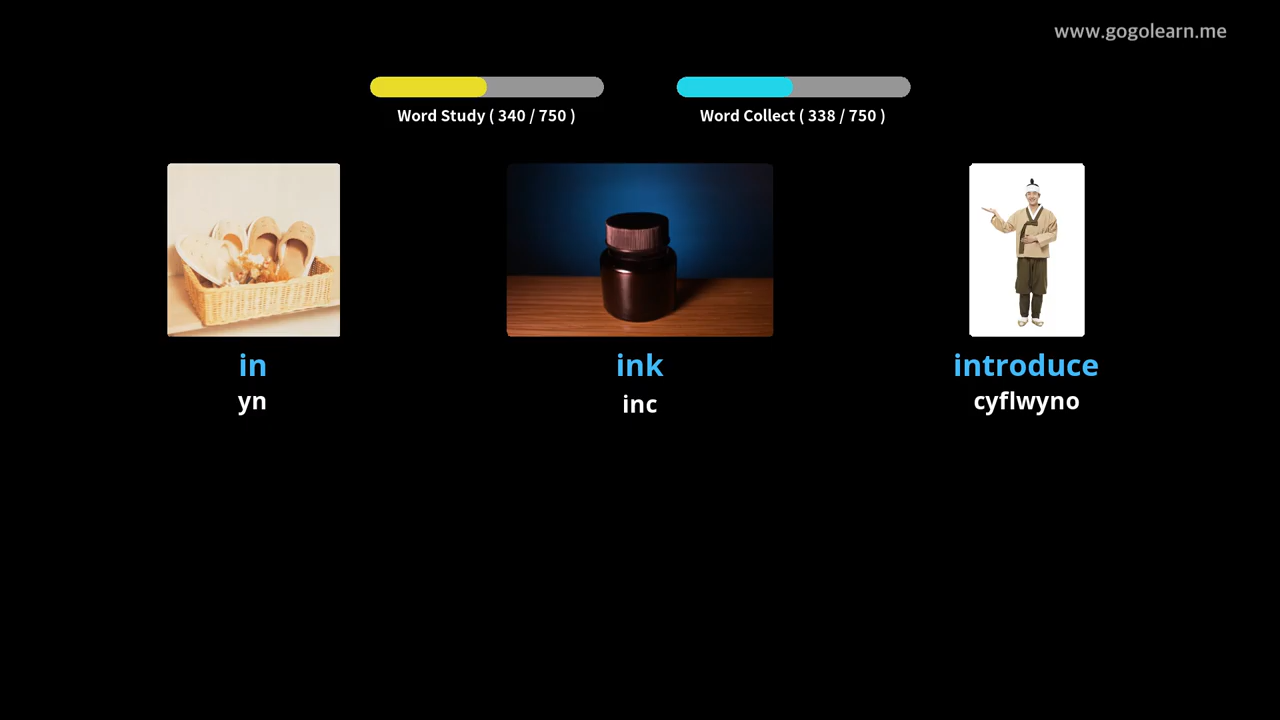 www.gogolearn.me
Word Study ( 340 / 750 )
Word Collect ( 338 / 750 )
in
ink
introduce
yn
inc
cyflwyno